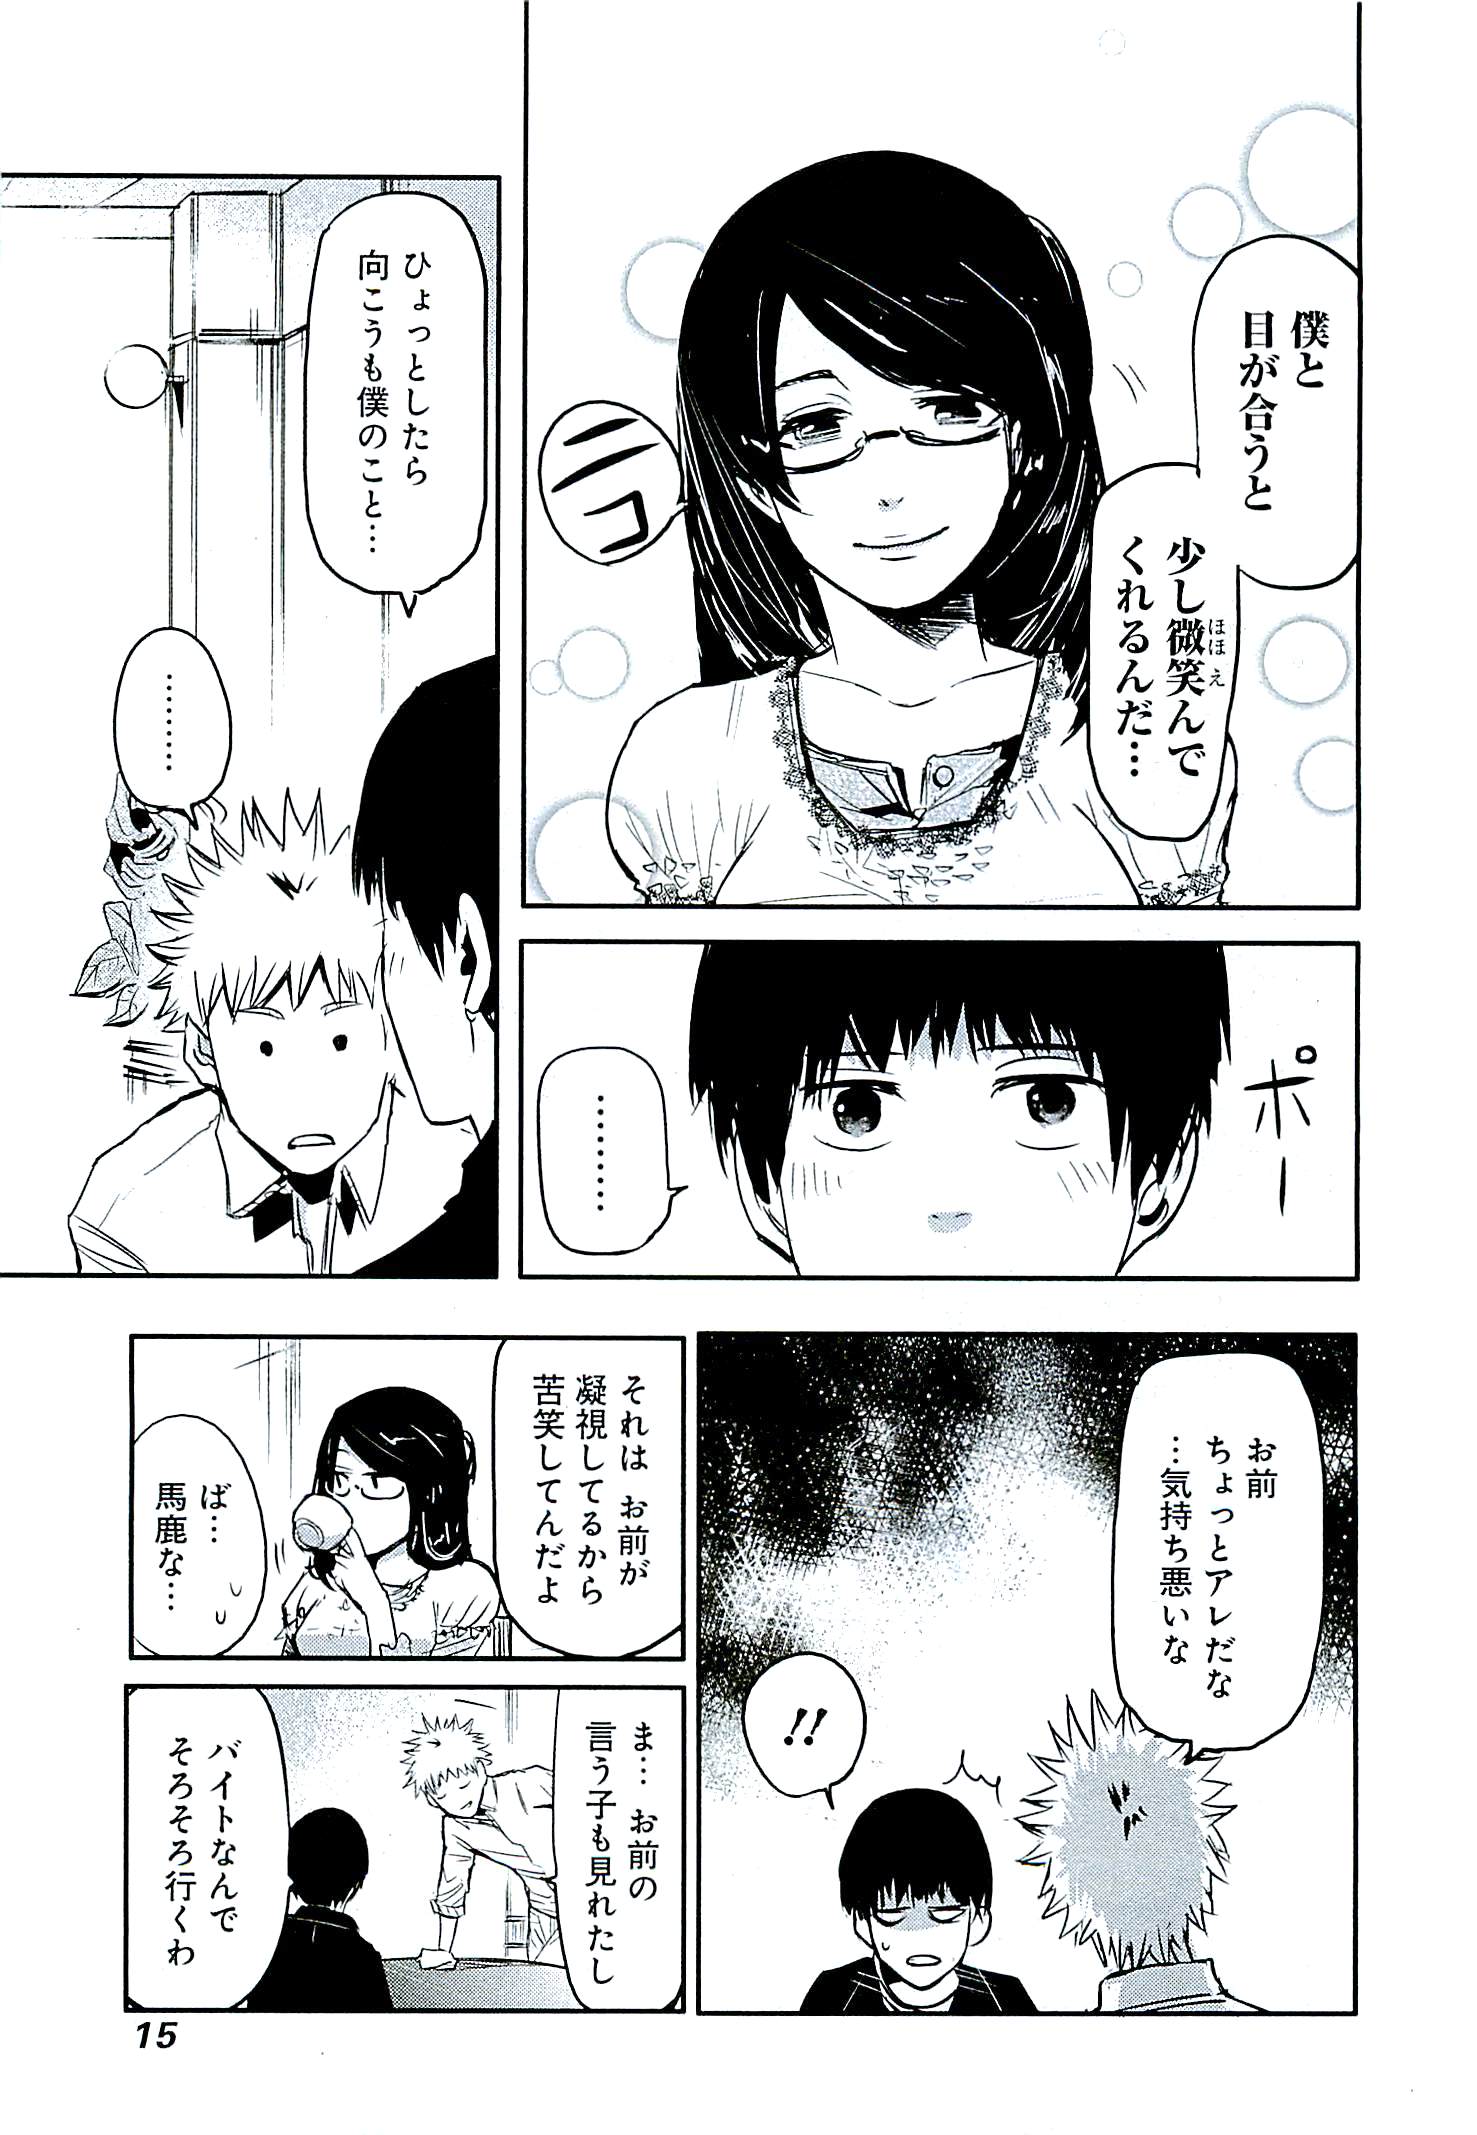 僕と
目が合うと
少し微笑んで
ほほえ
くれるんだ…
ニコ
ポー
………
ひょっとしたら
向こうも僕のこと…
………
お前
ちょっとアレだな
…気持ち悪いな
!!
それは お前が
凝視してるから
苦笑してんだよ
ば…
馬鹿な…
ま… お前の
言う子も見れたし
バイトなんで
そろそろ行くわ
15